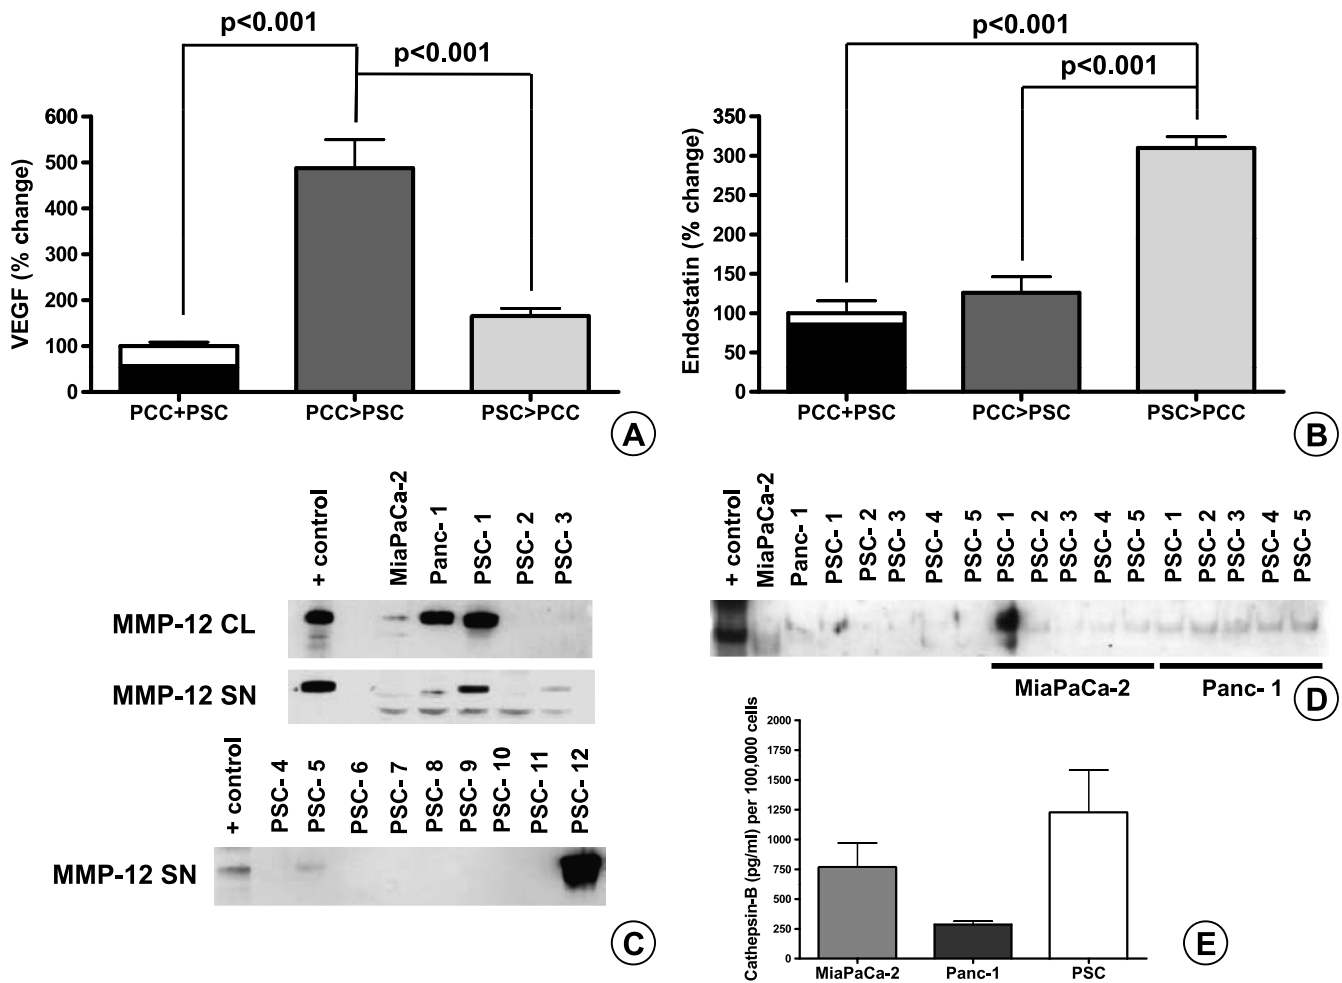 p<0.001
p<0.001
VEGF (% change)
600
500
400
300
200
100
0
PCC+PSC
PCC>PSC
PSC>PCC
A
p<0.001
p<0.001
Endostatin (% change)
350
300
250
200
150
100
50
0
PCC+PSC
PCC>PSC
PSC>PCC
B
+ control
MiaPaCa-2
Panc- 1
PSC- 1
PSC- 2
PSC- 3
MMP-12 CL
MMP-12 SN
+ control
PSC- 4
PSC- 5
PSC- 6
PSC- 7
PSC- 8
PSC- 9
PSC- 10
PSC- 11
PSC- 12
MMP-12 SN
C
+ control
MiaPaCa-2
Panc- 1
PSC- 1
PSC- 2
PSC- 3
PSC- 4
PSC- 5
PSC- 1
PSC- 2
PSC- 3
PSC- 4
PSC- 5
PSC- 1
PSC- 2
PSC- 3
PSC- 4
PSC- 5
MiaPaCa-2
Panc- 1
D
Cathepsin-B (pg/ml) per 100,000 cells
2000
1750
1500
1250
1000
750
500
250
0
MiaPaCa-2
Panc-1
PSC
E